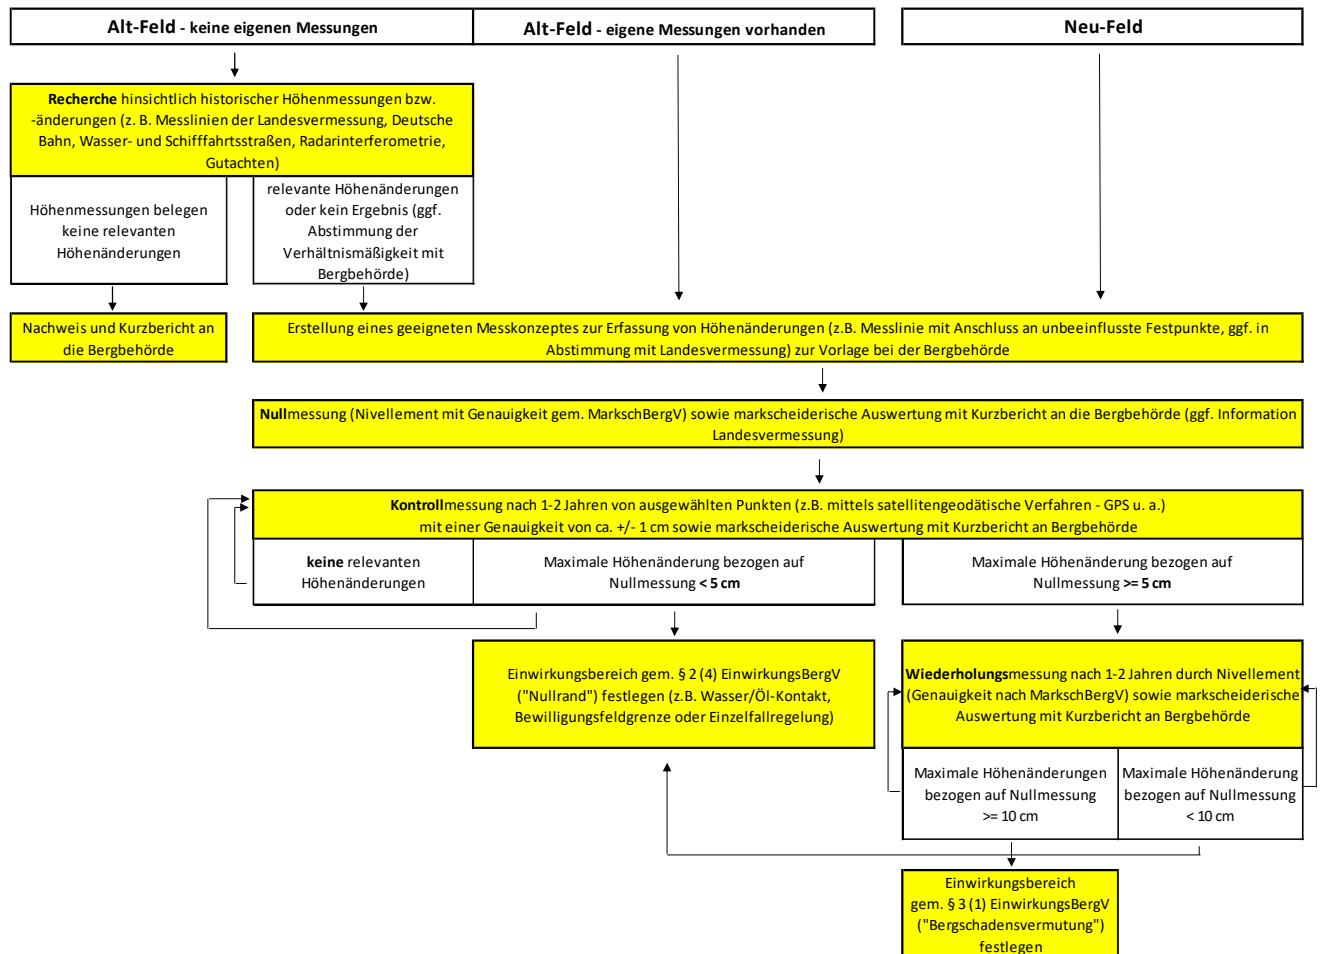 Alt-Feld - keine eigenen Messungen
Alt-Feld - eigene Messungen vorhanden
Neu-Feld
Recherche hinsichtlich historischer Höhenmessungen bzw.
-änderungen (z. B. Messlinien der Landesvermessung, Deutsche
Bahn, Wasser- und Schifffahrtsstraßen, Radarinterferometrie,
Gutachten)
Höhenmessungen belegen
keine relevanten
Höhenänderungen
relevante Höhenänderungen
oder kein Ergebnis (ggf.
Abstimmung der
Verhältnismäßigkeit mit
Bergbehörde)
Nachweis und Kurzbericht an
die Bergbehörde
Erstellung eines geeigneten Messkonzeptes zur Erfassung von Höhenänderungen (z.B. Messlinie mit Anschluss an unbeeinflusste Festpunkte, ggf. in
Abstimmung mit Landesvermessung) zur Vorlage bei der Bergbehörde
Nullmessung (Nivellement mit Genauigkeit gem. MarkschBergV) sowie markscheiderische Auswertung mit Kurzbericht an die Bergbehörde (ggf. Information
Landesvermessung)
Kontrollmessung nach 1-2 Jahren von ausgewählten Punkten (z.B. mittels satellitengeodätische Verfahren - GPS u. a.)
mit einer Genauigkeit von ca. +/- 1 cm sowie markscheiderische Auswertung mit Kurzbericht an Bergbehörde
keine relevanten
Höhenänderungen
Maximale Höhenänderung bezogen auf
Nullmessung < 5 cm
Maximale Höhenänderung bezogen auf
Nullmessung >= 5 cm
Einwirkungsbereich gem. § 2 (4) EinwirkungsBergV
("Nullrand") festlegen (z.B. Wasser/Öl-Kontakt,
Bewilligungsfeldgrenze oder Einzelfallregelung)
Wiederholungsmessung nach 1-2 Jahren durch Nivellement
(Genauigkeit nach MarkschBergV) sowie markscheiderische
Auswertung mit Kurzbericht an Bergbehörde
Maximale Höhenänderungen
bezogen auf Nullmessung
>= 10 cm
Maximale Höhenänderung
bezogen auf Nullmessung
< 10 cm
Einwirkungsbereich
gem. § 3 (1) EinwirkungsBergV
("Bergschadensvermutung")
festlegen